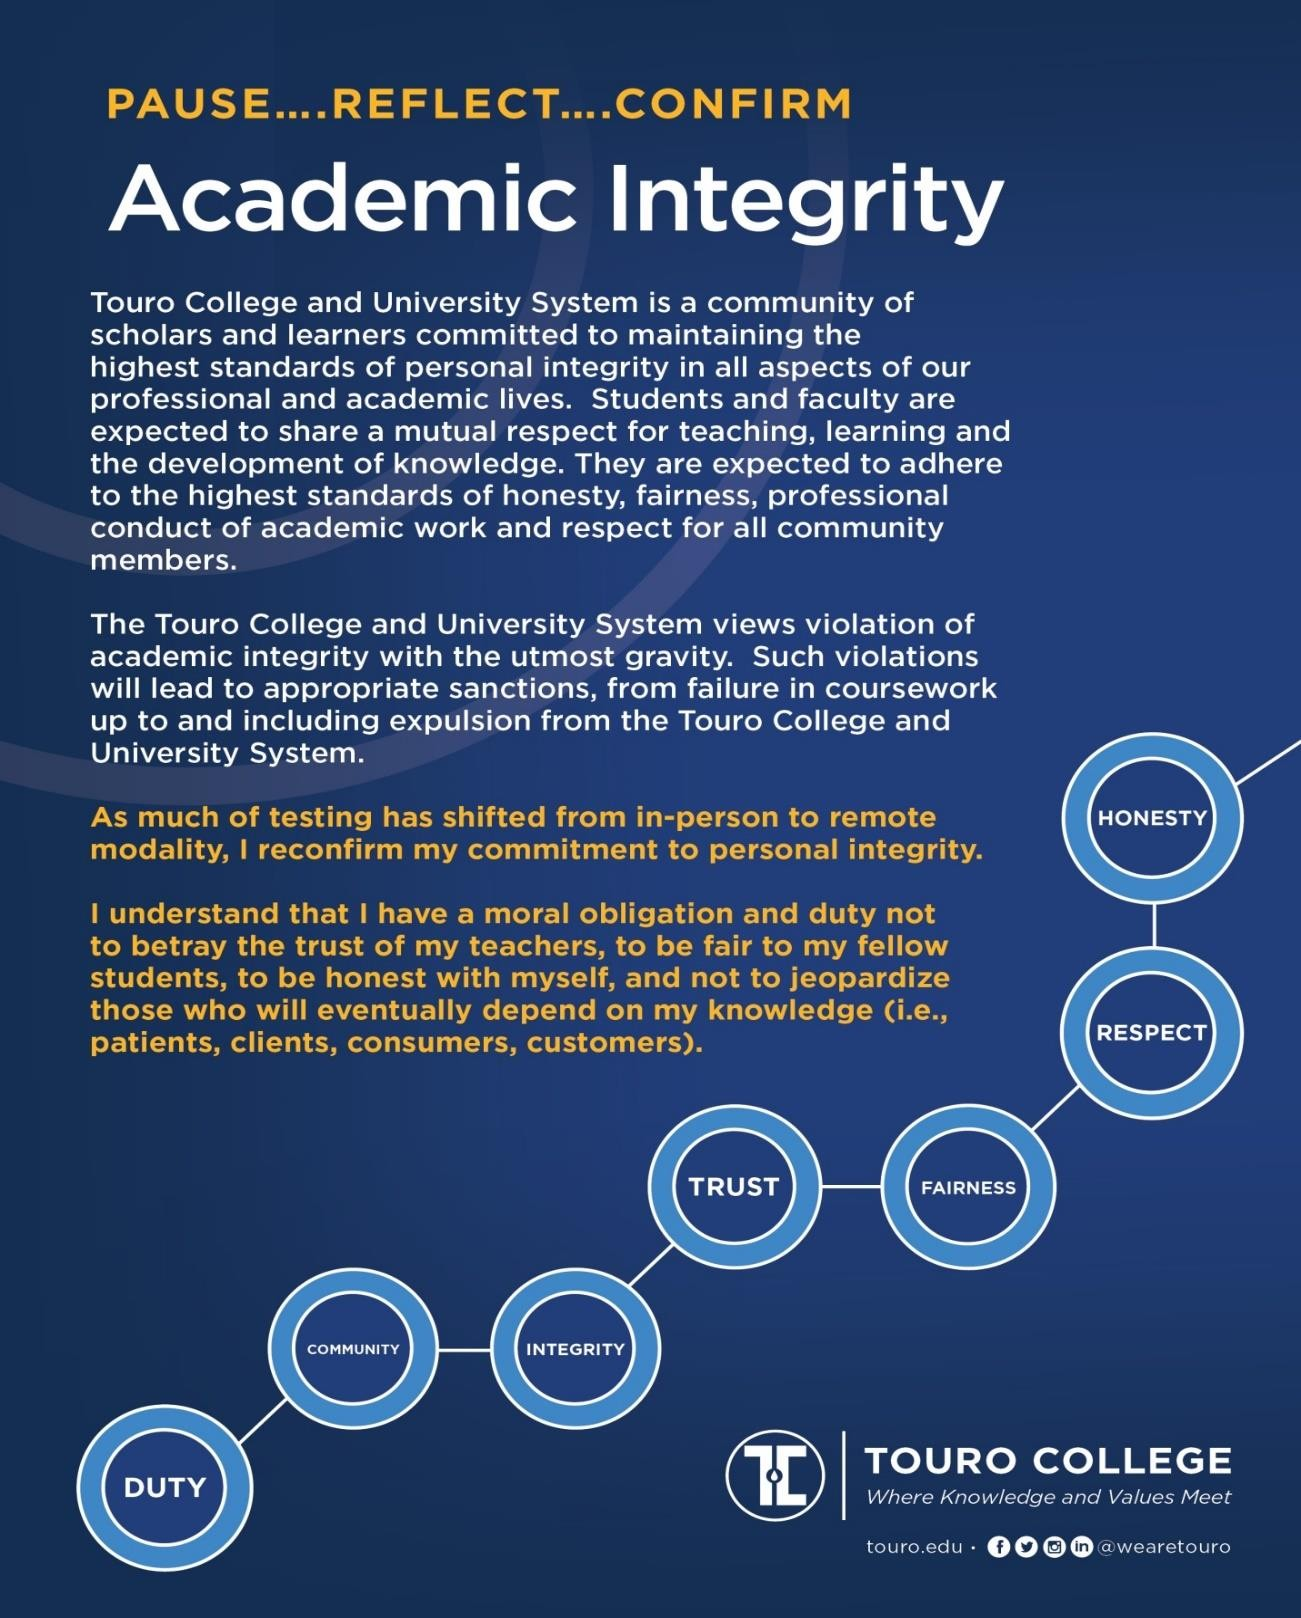 PAUSE....REFLECT....CONFIRM
Academic Integrity
Touro College and University System is a community of
scholars and learners committed to maintaining the
highest standards of personal integrity in all aspects of our
professional and academic lives.  Students and faculty are
expected to share a mutual respect for teaching, learning and
the development of knowledge. They are expected to adhere
to the highest standards of honesty, fairness, professional
conduct of academic work and respect for all community
members.
The Touro College and University System views violation of
academic integrity with the utmost gravity.  Such violations
will lead to appropriate sanctions, from failure in coursework
up to and including expulsion from the Touro College and
University System.
As much of testing has shifted from in-person to remote
modality, I reconfirm my commitment to personal integrity.
I understand that I have a moral obligation and duty not
to betray the trust of my teachers, to be fair to my fellow
students, to be honest with myself, and not to jeopardize
those who will eventually depend on my knowledge (i.e.,
patients, clients, consumers, customers).
HONESTY
RESPECT
TRUST
FAIRNESS
COMMUNITY
INTEGRITY
DUTY
TC
TOURO COLLEGE
Where Knowledge and Values Meet
touro.edu • @wearetouro